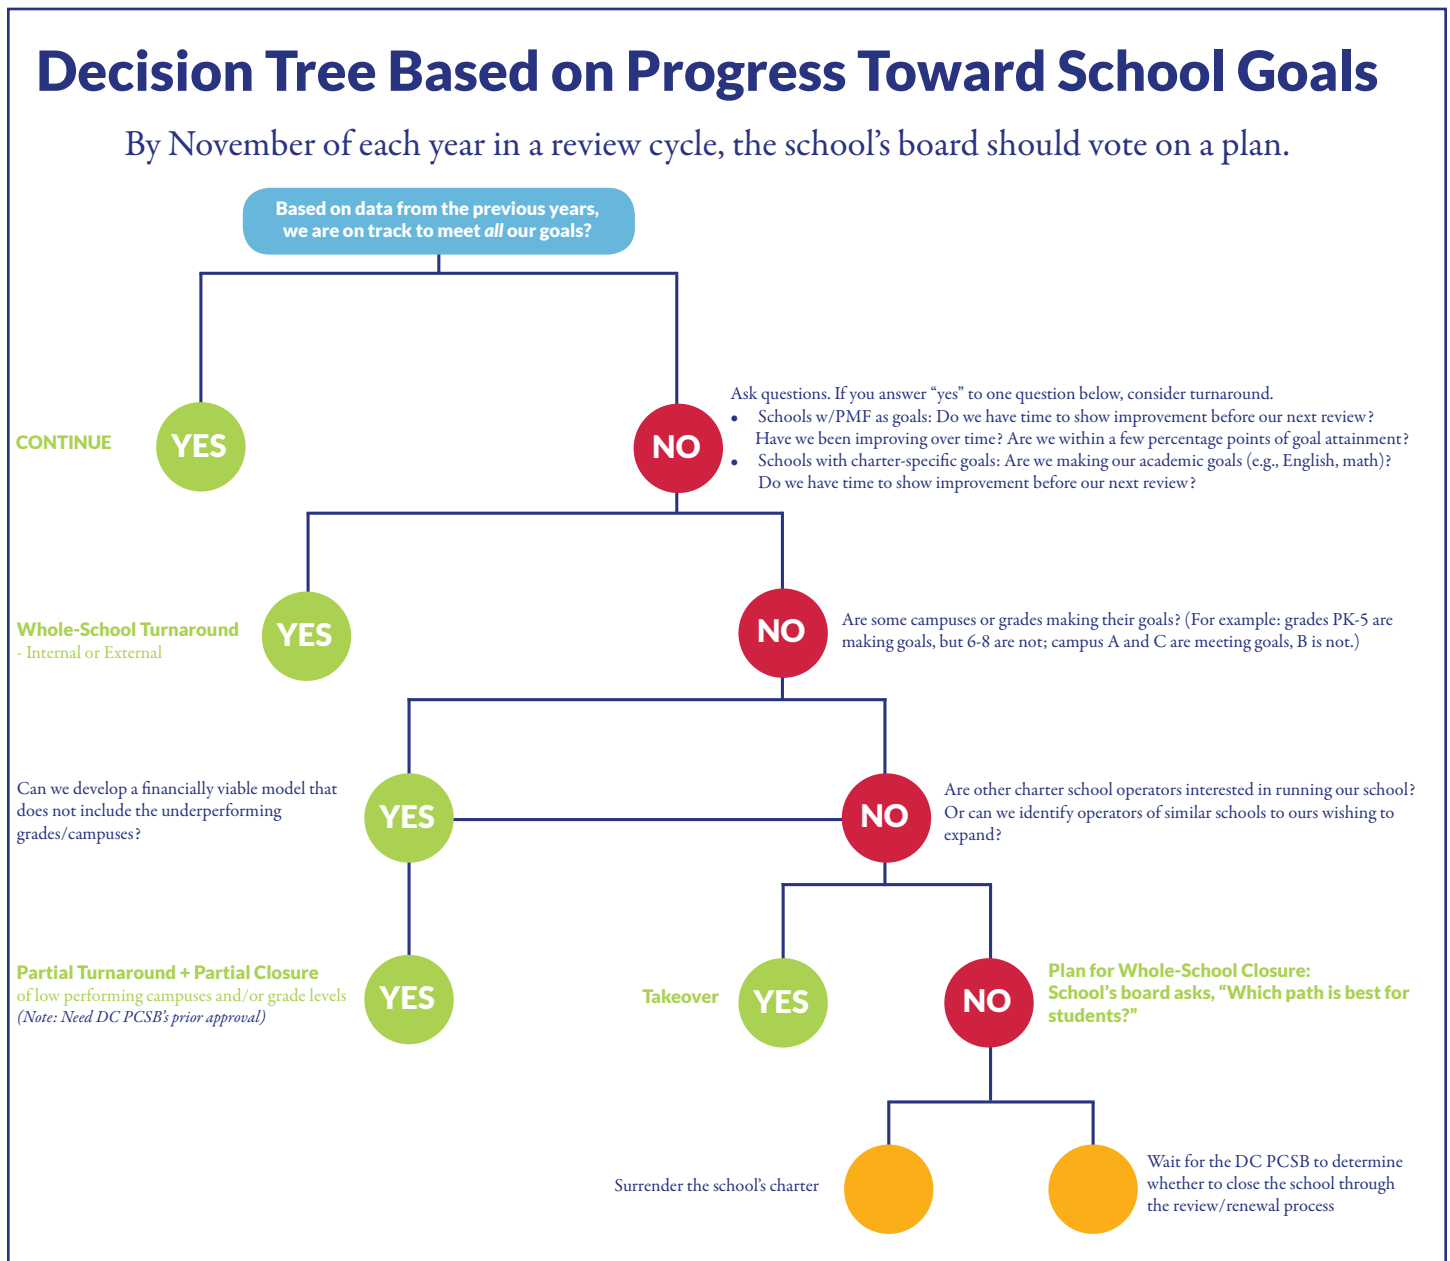 Decision Tree Based on Progress Toward School Goals
By November of each year in a review cycle, the school's board should vote on a plan.
Based on data from the previous years,
we are on track to meet all our goals?
CONTINUE
YES
NO
Ask questions. If you answer “yes” to one question below, consider turnaround.
• Schools w/PMF as goals: Do we have time to show improvement before our next review?
Have we been improving over time? Are we within a few percentage points of goal attainment?
• Schools with charter-specific goals: Are we making our academic goals (e.g., English, math)?
Do we have time to show improvement before our next review?
Whole-School Turnaround
- Internal or External
YES
NO
Are some campuses or grades making their goals? (For example: grades PK-5 are
making goals, but 6-8 are not; campus A and C are meeting goals, B is not.)
Can we develop a financially viable model that
does not include the underperforming
grades/campuses?
YES
NO
Are other charter school operators interested in running our school?
Or can we identify operators of similar schools to ours wishing to
expand?
Partial Turnaround + Partial Closure
of low performing campuses and/or grade levels
(Note: Need DC PCSB's prior approval)
YES
Takeover
YES
NO
Plan for Whole-School Closure:
School's board asks, “Which path is best for
students?”
Surrender the school's charter
Wait for the DC PCSB to determine
whether to close the school through
the review/renewal process